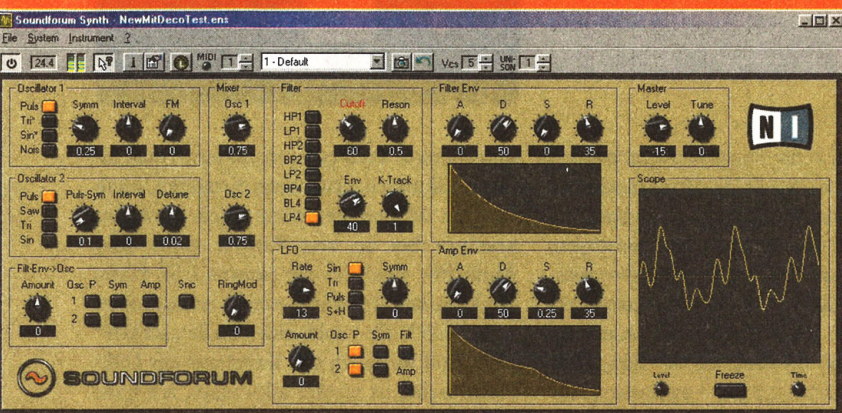 Soundforum Synth - NewMitDecoTest.ens
File System Instrument ?
24.4 i MIDI 1 1 - Default Vcs 5 UNI-SON 1
Oscillator 1
Puls
Tri*
Sin*
Nois
Symm Interval FM
0.25 0 0
Mixer
Osc 1
0.75
Osc 2
0.75
RingMod
0
Filter
HP1
LP1
HP2
BP2
LP2
BP4
BL4
LP4
Cutoff Reson
60 0.5
Env K-Track
40 1
Filter Env
A D S R
0 50 0 35
Master
Level Tune
-15 0
NI
Oscillator 2
Puls
Saw
Tri
Sin
Puls-Sym Interval Detune
0.1 0 0.02
Filt-Env->Osc
Amount Osc P Sym Amp Snc
1
2
0
LFO
Rate
13
Sin
Tri
Puls
S+H
Symm
0
Amount Osc P Sym Filt
1
2
Amp
0
Amp Env
A D S R
0 50 0.25 35
Scope
Level Freeze Time
SOUNDFORUM